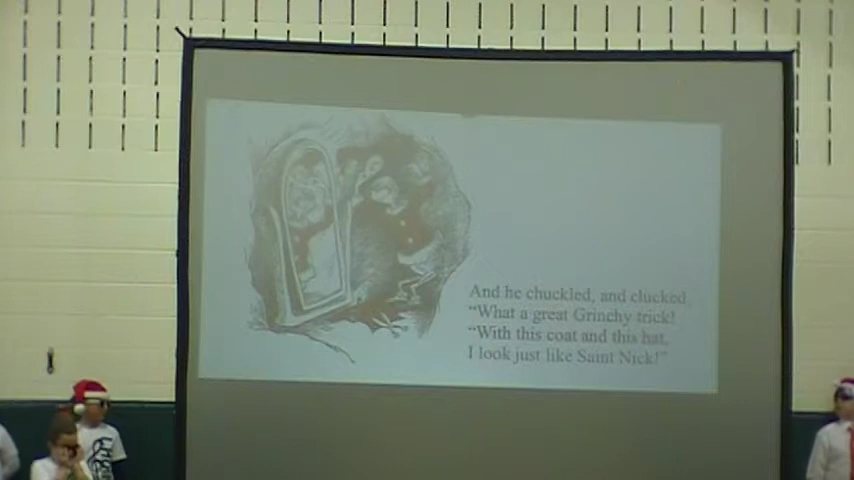 And he chuckled, and clucked,
“What a great Grinchy trick!
“With this coat and this hat,
I look just like Saint Nick!”